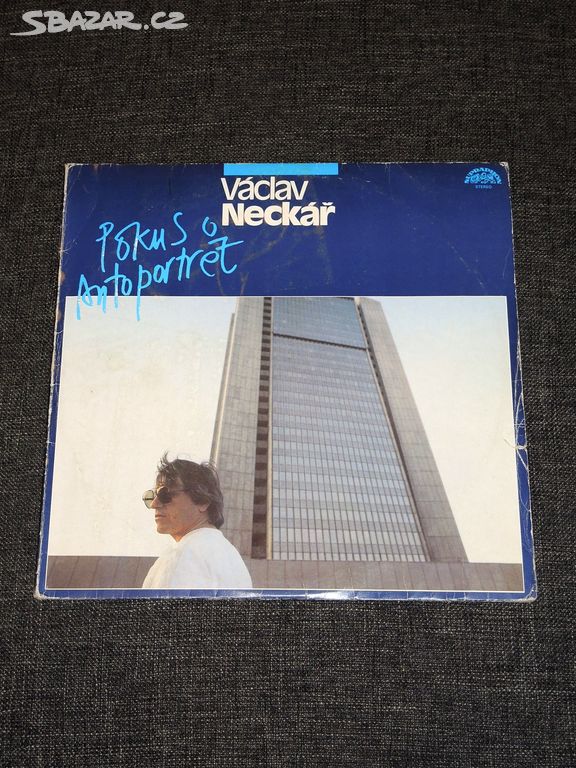 SBAZAR.CZ
Václav
Neckář
Pokus o
Autoportrét
SUPRAPHON
STEREO